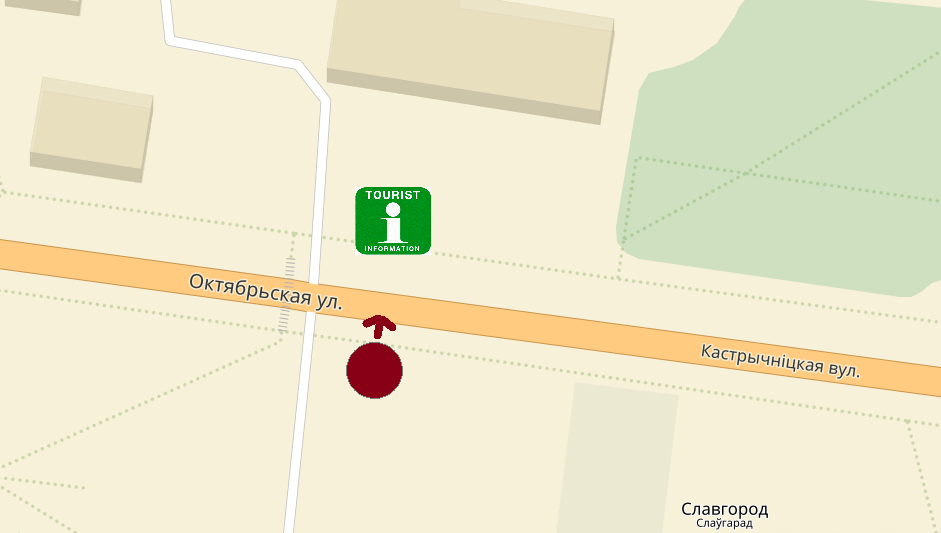 TOURIST
INFORMATION
Октябрьская ул.
Кастрычніцкая вул.
Славгород
Слаўгарад